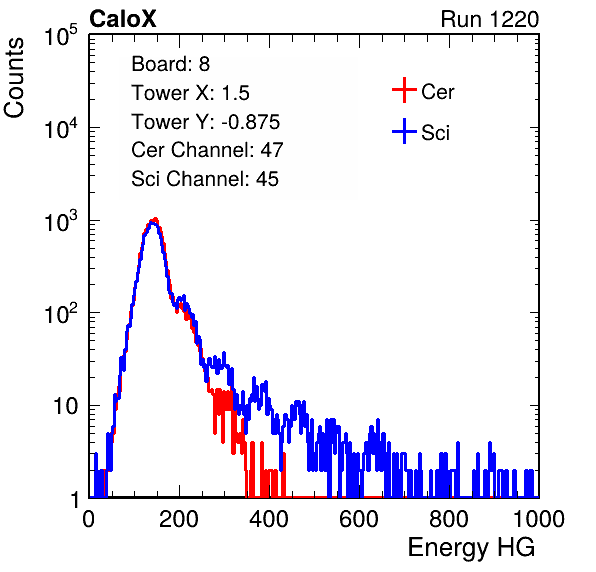 CaloX Run 1220
Counts
Board: 8
Tower X: 1.5
Tower Y: -0.875
Cer Channel: 47
Sci Channel: 45
Cer
Sci
10^5
10^4
10^3
10^2
10
1
0 200 400 600 800 1000
Energy HG